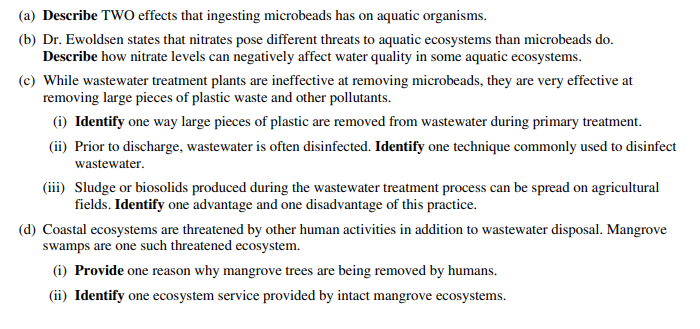 (a) Describe TWO effects that ingesting microbeads has on aquatic organisms.
(b) Dr. Ewoldsen states that nitrates pose different threats to aquatic ecosystems than microbeads do.
Describe how nitrate levels can negatively affect water quality in some aquatic ecosystems.
(c) While wastewater treatment plants are ineffective at removing microbeads, they are very effective at
removing large pieces of plastic waste and other pollutants.
(i) Identify one way large pieces of plastic are removed from wastewater during primary treatment.
(ii) Prior to discharge, wastewater is often disinfected. Identify one technique commonly used to disinfect
wastewater.
(iii) Sludge or biosolids produced during the wastewater treatment process can be spread on agricultural
fields. Identify one advantage and one disadvantage of this practice.
(d) Coastal ecosystems are threatened by other human activities in addition to wastewater disposal. Mangrove
swamps are one such threatened ecosystem.
(i) Provide one reason why mangrove trees are being removed by humans.
(ii) Identify one ecosystem service provided by intact mangrove ecosystems.